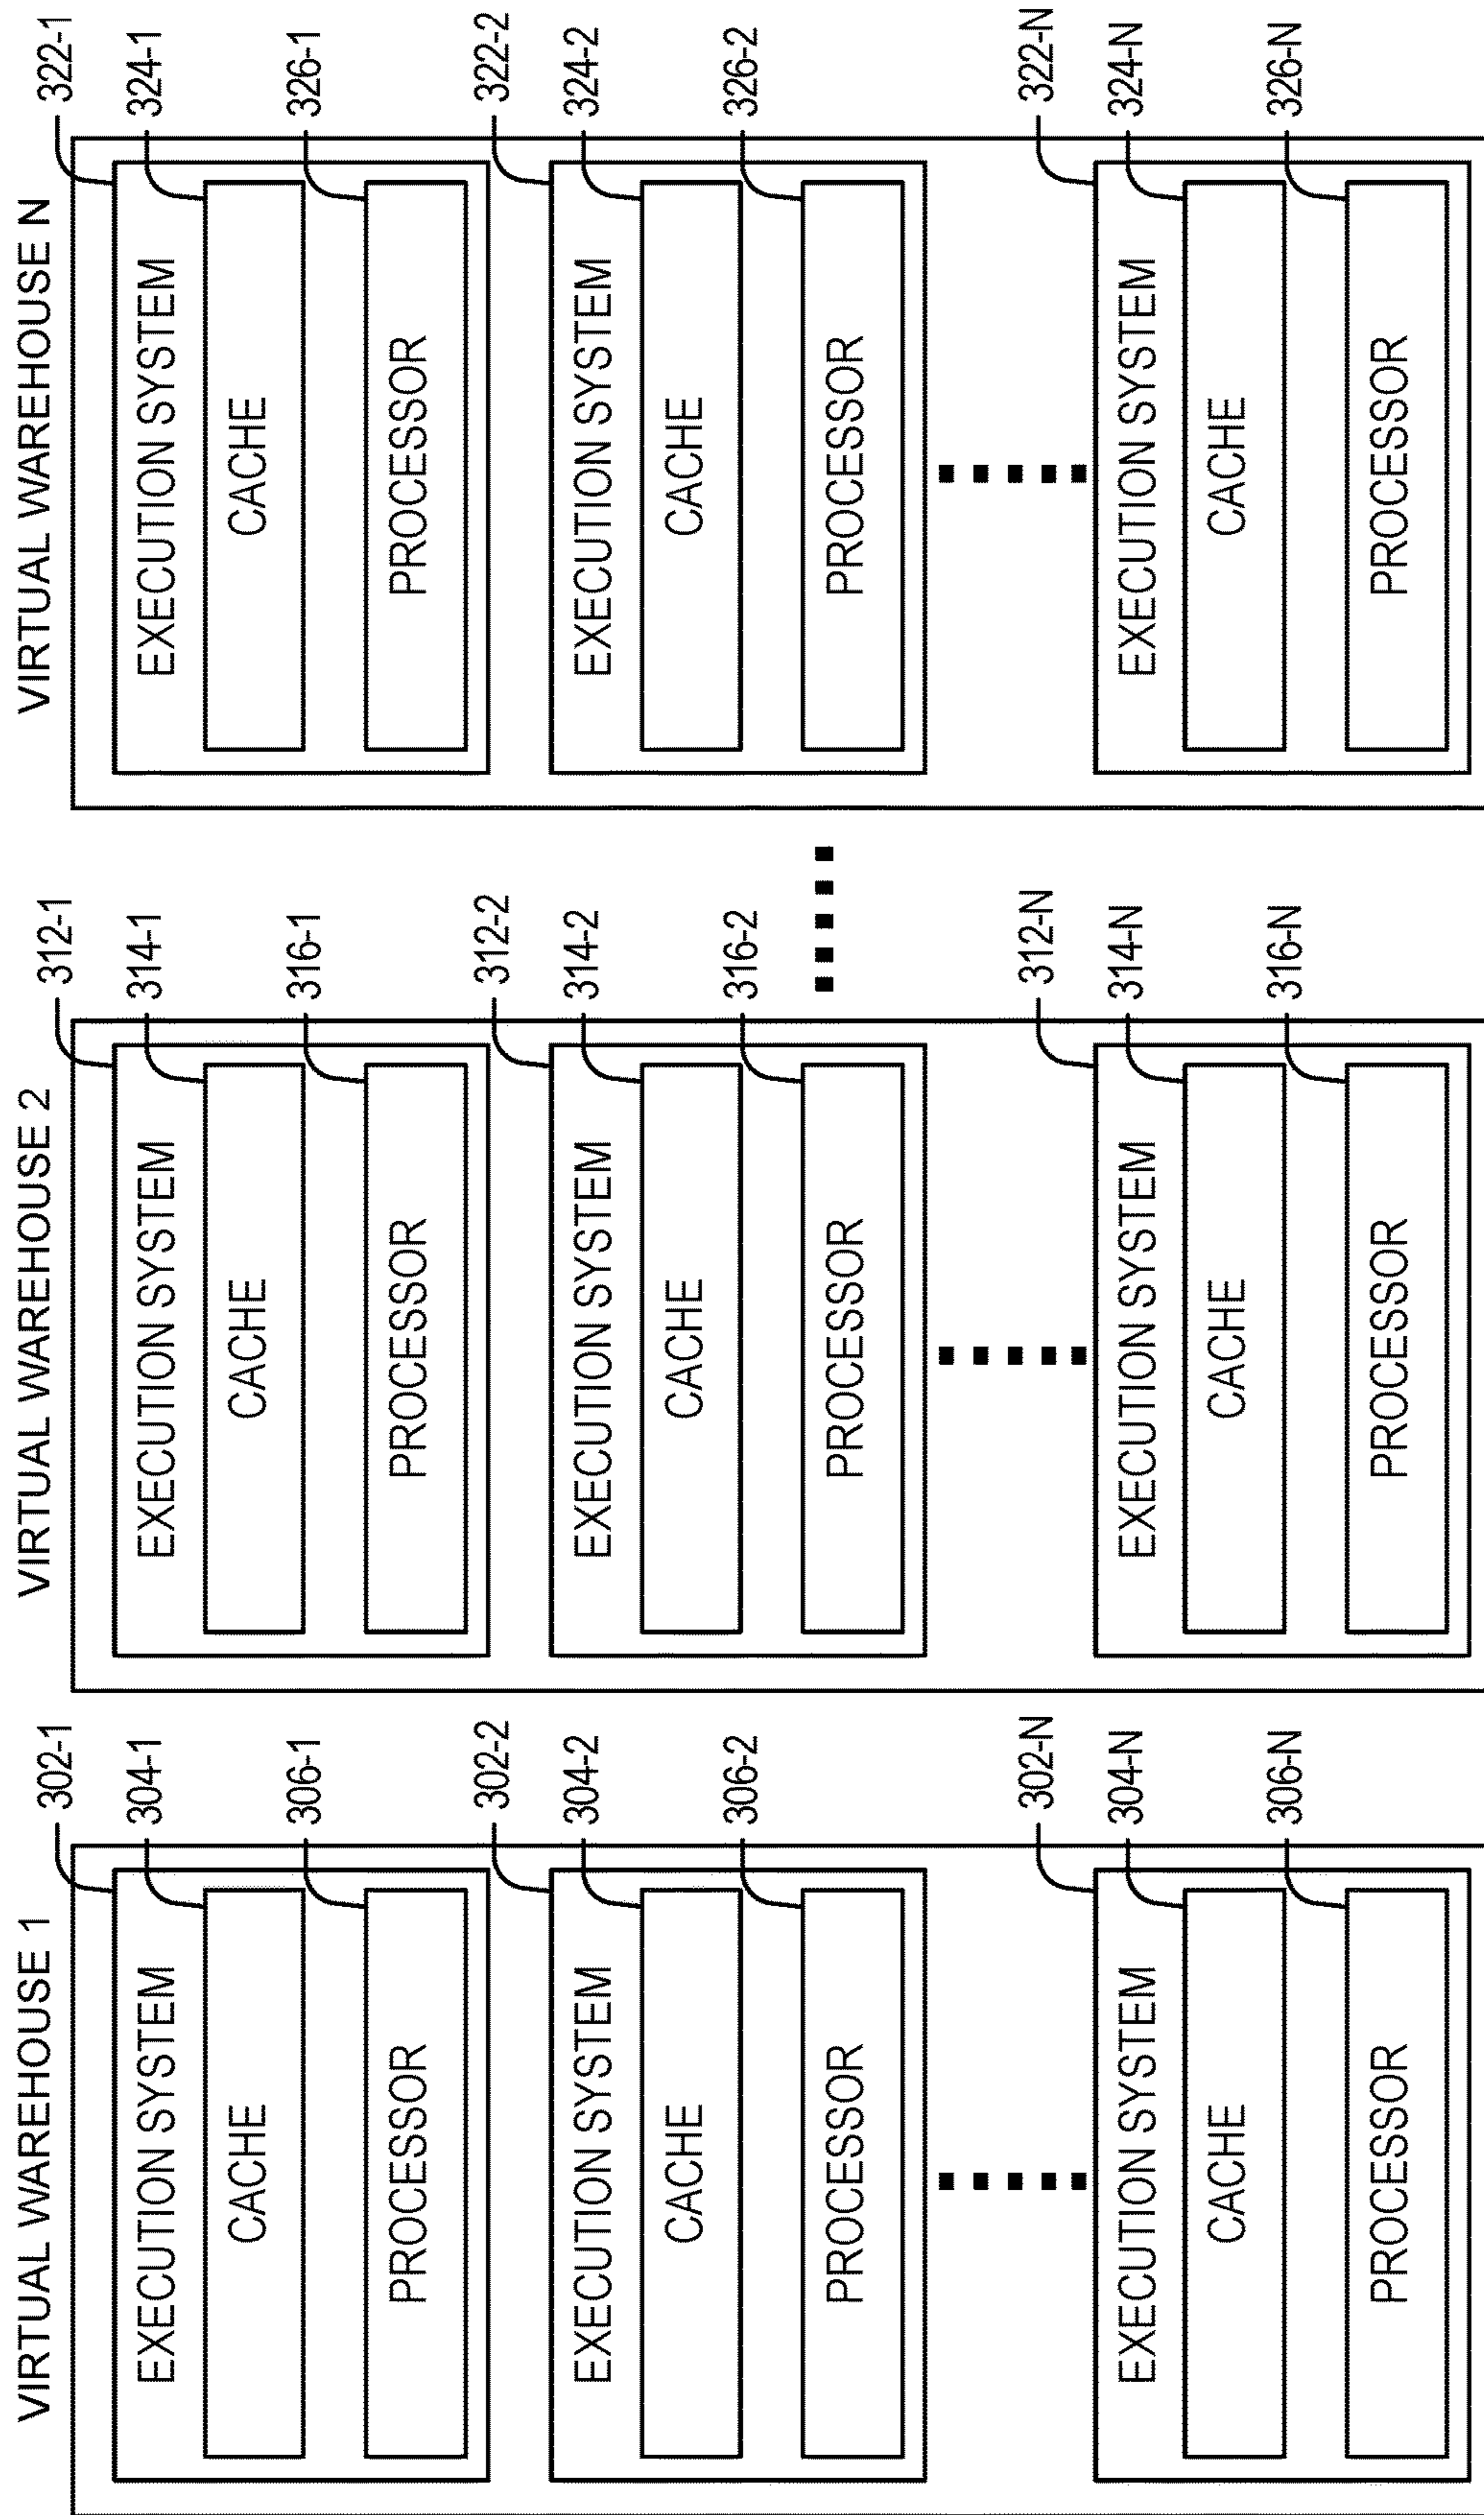 VIRTUAL WAREHOUSE 1
302-1
EXECUTION SYSTEM
304-1
CACHE
306-1
PROCESSOR
302-2
EXECUTION SYSTEM
304-2
CACHE
306-2
PROCESSOR
302-N
EXECUTION SYSTEM
304-N
CACHE
306-N
PROCESSOR
VIRTUAL WAREHOUSE 2
312-1
EXECUTION SYSTEM
314-1
CACHE
316-1
PROCESSOR
312-2
EXECUTION SYSTEM
314-2
CACHE
316-2
PROCESSOR
312-N
EXECUTION SYSTEM
314-N
CACHE
316-N
PROCESSOR
VIRTUAL WAREHOUSE N
322-1
EXECUTION SYSTEM
324-1
CACHE
326-1
PROCESSOR
322-2
EXECUTION SYSTEM
324-2
CACHE
326-2
PROCESSOR
322-N
EXECUTION SYSTEM
324-N
CACHE
326-N
PROCESSOR